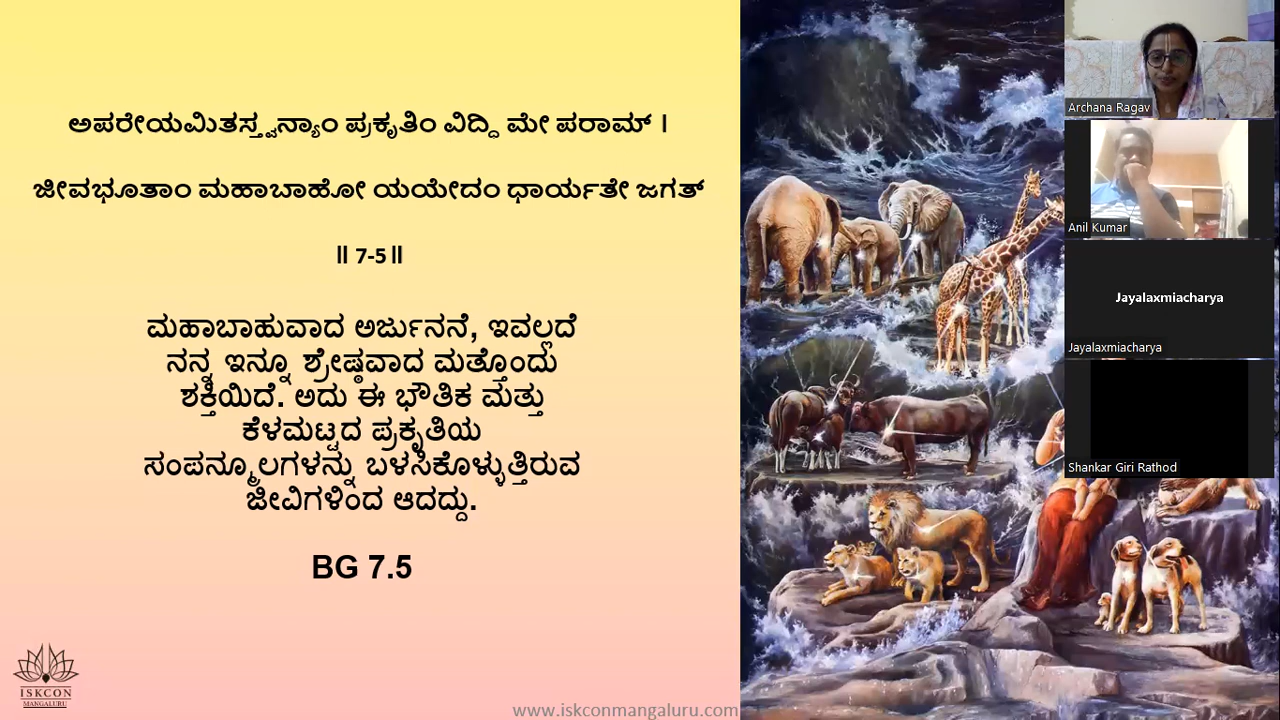 ಅಪರೇಯಮಿತಸ್ತ್ವನ್ಯಾಂ ಪ್ರಕೃತಿಂ ವಿದ್ಧಿ ಮೇ ಪರಾಮ್ ।
ಜೀವಭೂತಾಂ ಮಹಾಬಾಹೋ ಯಯೇದಂ ಧಾರ್ಯತೇ ಜಗತ್
॥ 7-5 ॥
ಮಹಾಬಾಹುವಾದ ಅರ್ಜುನನೆ, ಇವಲ್ಲದೆ
ನನ್ನ ಇನ್ನೂ ಶ್ರೇಷ್ಠವಾದ ಮತ್ತೊಂದು
ಶಕ್ತಿಯಿದೆ. ಅದು ಈ ಭೌತಿಕ ಮತ್ತು
ಕೆಳಮಟ್ಟದ ಪ್ರಕೃತಿಯ
ಸಂಪನ್ಮೂಲಗಳನ್ನು ಬಳಸಿಕೊಳ್ಳುತ್ತಿರುವ
ಜೀವಿಗಳಿಂದ ಆದದ್ದು.
BG 7.5
ISKCON
MANGALURU
www.iskconmangaluru.com
Archana Ragav
Anil Kumar
Jayalaxmiacharya
Jayalaxmiacharya
Shankar Giri Rathod